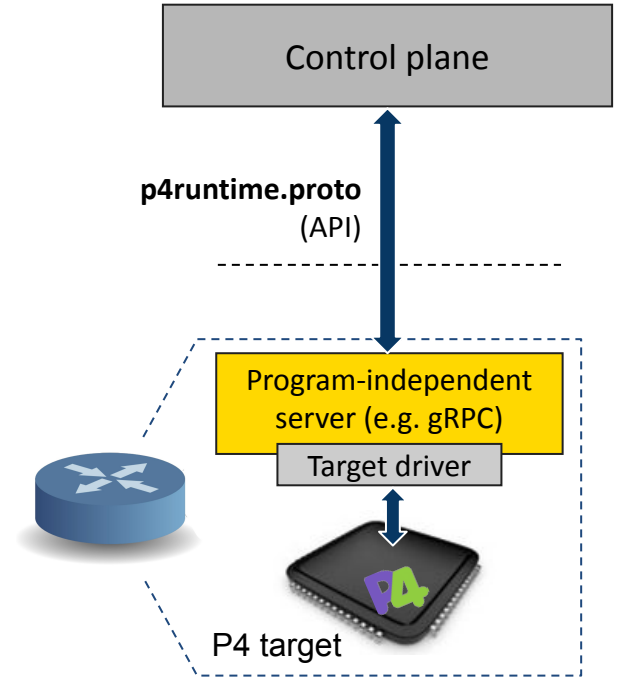 Control plane
p4runtime.proto
(API)
Program-independent
server (e.g. gRPC)
Target driver
P4
P4 target